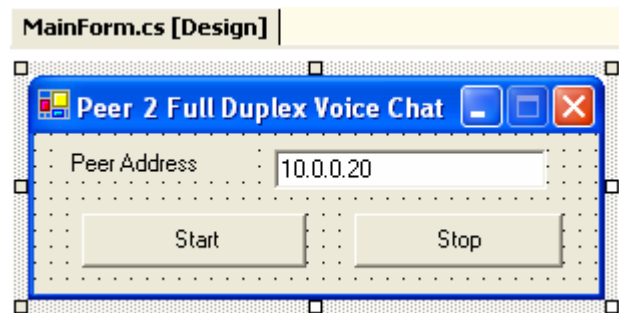 MainForm.cs [Design]
Peer 2 Full Duplex Voice Chat
Peer Address 10.0.0.20
Start Stop